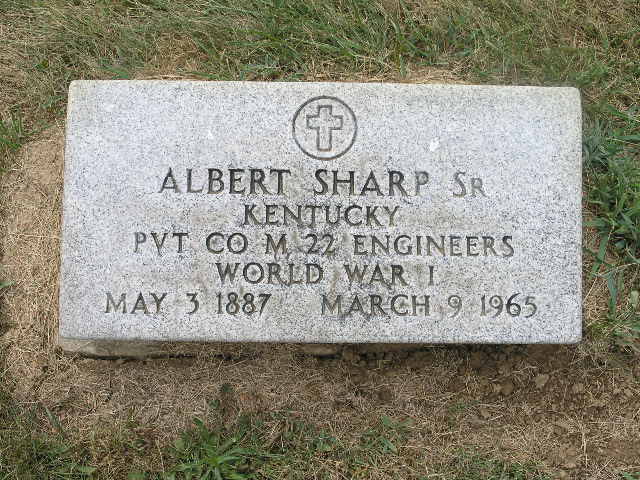 ALBERT SHARP SR
KENTUCKY
PVT CO M 22 ENGINEERS
WORLD WAR I
MAY 3 1887 MARCH 9 1965